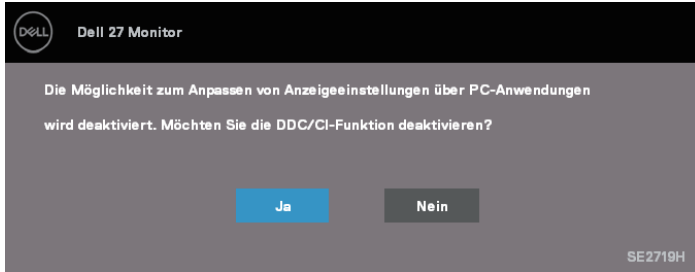 DELL
Dell 27 Monitor
Die Möglichkeit zum Anpassen von Anzeigeeinstellungen über PC-Anwendungen
wird deaktiviert. Möchten Sie die DDC/CI-Funktion deaktivieren?
Ja
Nein
SE2719H